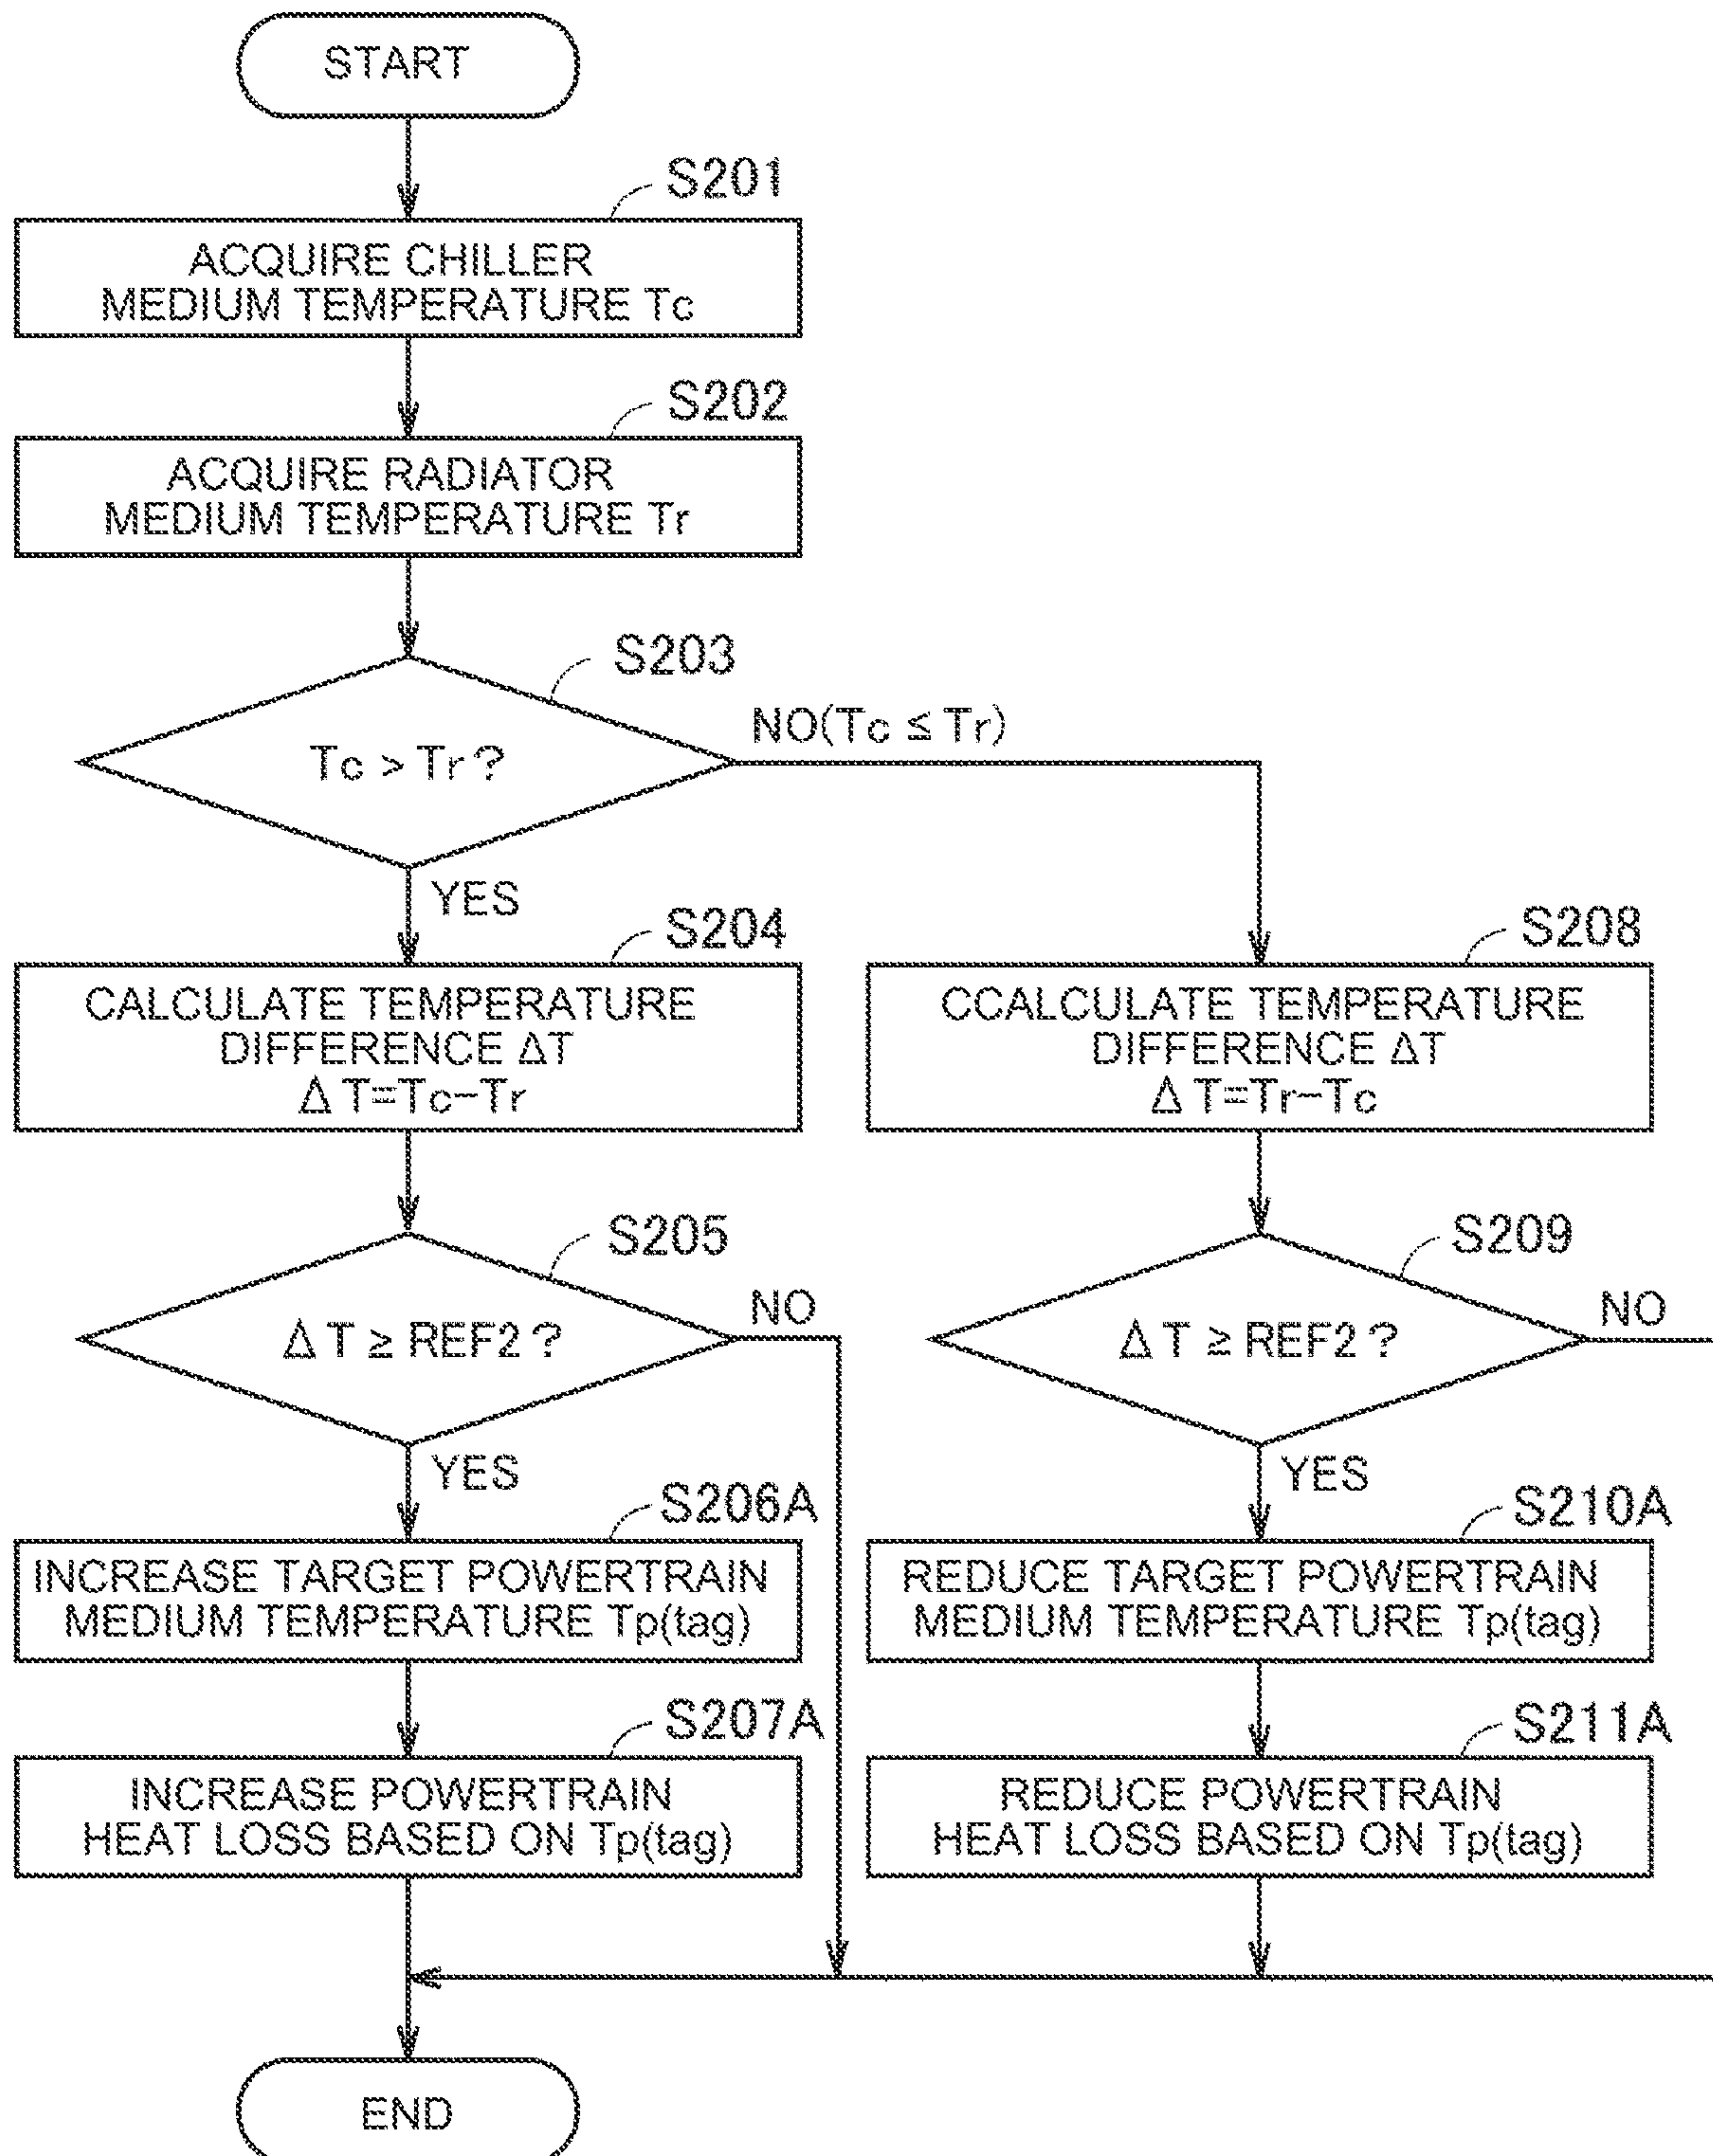 START
S201
ACQUIRE CHILLER
MEDIUM TEMPERATURE Tc
S202
ACQUIRE RADIATOR
MEDIUM TEMPERATURE Tr
S203
Tc > Tr ?
NO(Tc ≤ Tr)
YES
S204
CALCULATE TEMPERATURE
DIFFERENCE ΔT
Δ T=Tc−Tr
S208
CCALCULATE TEMPERATURE
DIFFERENCE ΔT
Δ T=Tr−Tc
S205
Δ T ≥ REF2 ?
NO
YES
S209
Δ T ≥ REF2 ?
NO
YES
S206A
INCREASE TARGET POWERTRAIN
MEDIUM TEMPERATURE Tp(tag)
S210A
REDUCE TARGET POWERTRAIN
MEDIUM TEMPERATURE Tp(tag)
S207A
INCREASE POWERTRAIN
HEAT LOSS BASED ON Tp(tag)
S211A
REDUCE POWERTRAIN
HEAT LOSS BASED ON Tp(tag)
END